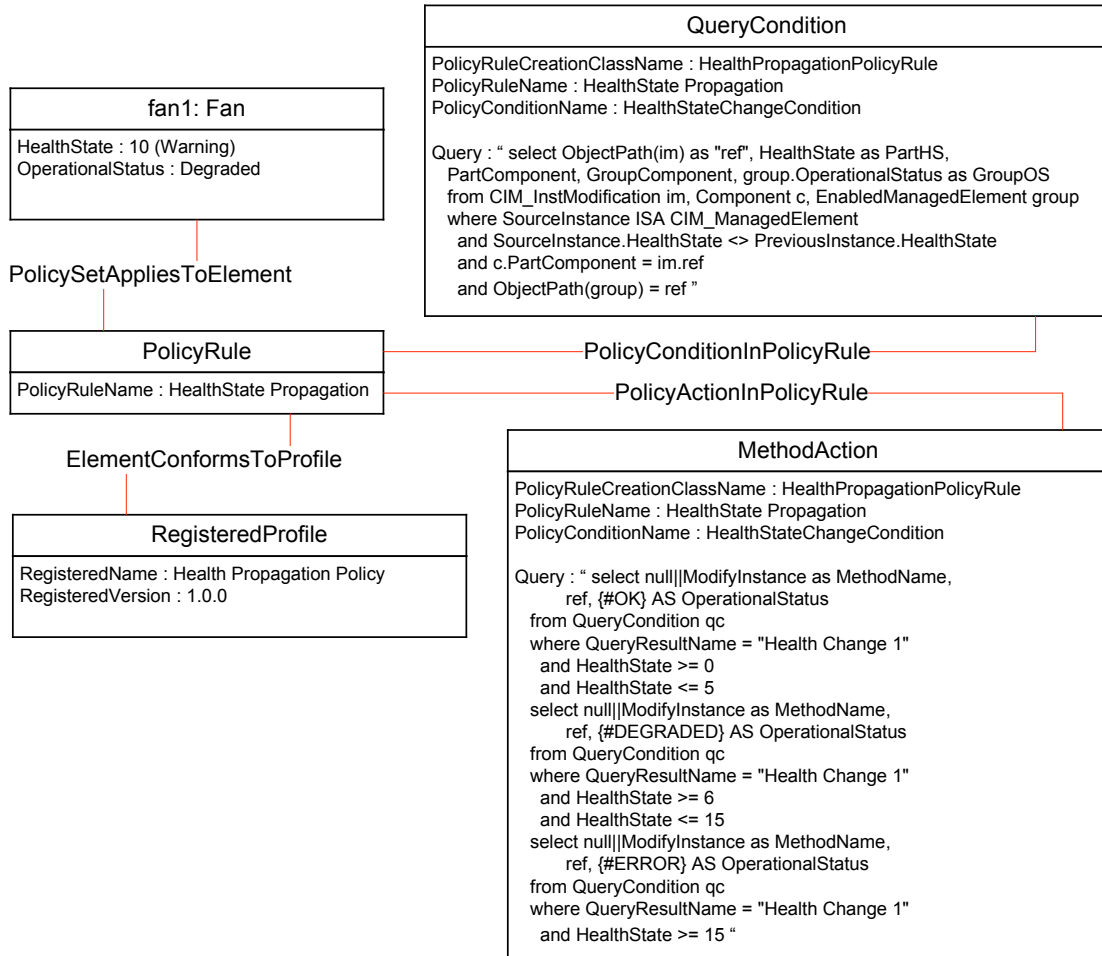 QueryCondition
PolicyRuleCreationClassName : HealthPropagationPolicyRule
PolicyRuleName : HealthState Propagation
PolicyConditionName : HealthStateChangeCondition
Query : “ select ObjectPath(im) as "ref", HealthState as PartHS,
PartComponent, GroupComponent, group.OperationalStatus as GroupOS
from CIM_InstModification im, Component c, EnabledManagedElement group
where SourceInstance ISA CIM_ManagedElement
and SourceInstance.HealthState <> PreviousInstance.HealthState
and c.PartComponent = im.ref
and ObjectPath(group) = ref ”
fan1: Fan
HealthState : 10 (Warning)
OperationalStatus : Degraded
PolicySetAppliesToElement
PolicyRule
PolicyRuleName : HealthState Propagation
PolicyConditionInPolicyRule
PolicyActionInPolicyRule
ElementConformsToProfile
RegisteredProfile
RegisteredName : Health Propagation Policy
RegisteredVersion : 1.0.0
MethodAction
PolicyRuleCreationClassName : HealthPropagationPolicyRule
PolicyRuleName : HealthState Propagation
PolicyConditionName : HealthStateChangeCondition
Query : “ select null||ModifyInstance as MethodName,
ref, {#OK} AS OperationalStatus
from QueryCondition qc
where QueryResultName = "Health Change 1"
and HealthState >= 0
and HealthState <= 5
select null||ModifyInstance as MethodName,
ref, {#DEGRADED} AS OperationalStatus
from QueryCondition qc
where QueryResultName = "Health Change 1"
and HealthState >= 6
and HealthState <= 15
select null||ModifyInstance as MethodName,
ref, {#ERROR} AS OperationalStatus
from QueryCondition qc
where QueryResultName = "Health Change 1"
and HealthState >= 15 “